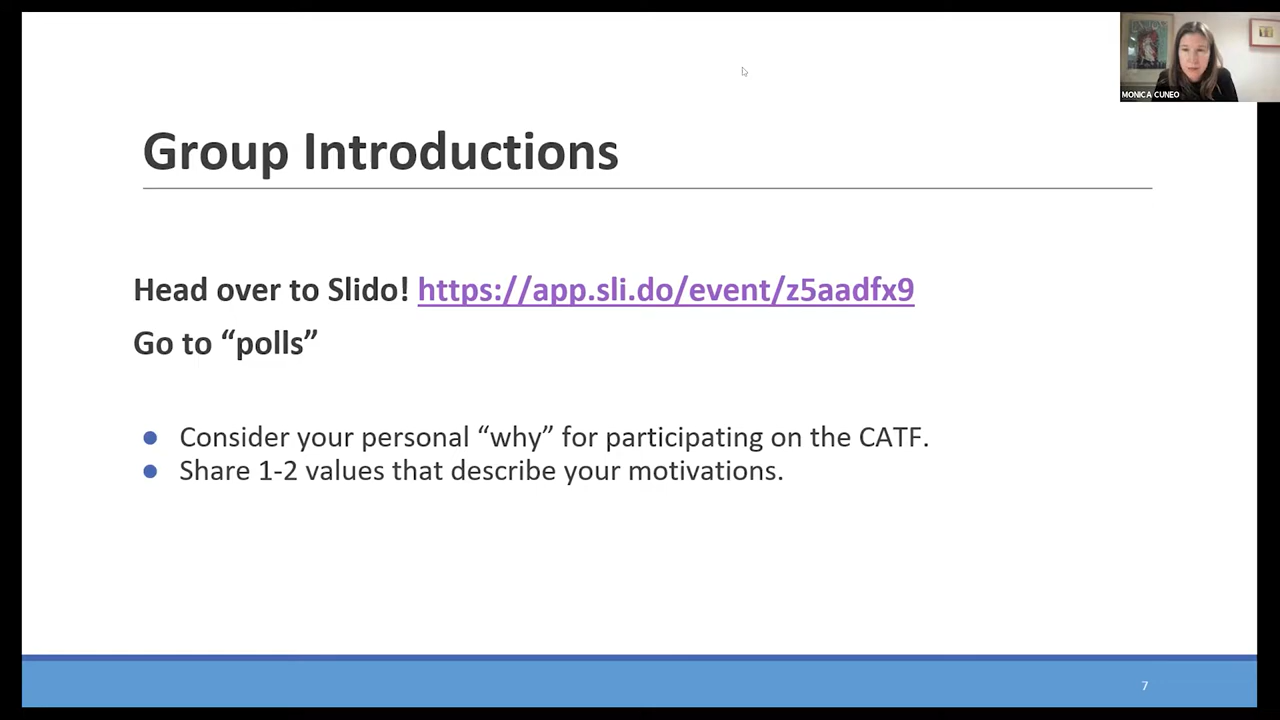 MONICA CUNEO
Group Introductions
Head over to Slido! https://app.sli.do/event/z5aadfx9
Go to “polls”
● Consider your personal “why” for participating on the CATF.
● Share 1-2 values that describe your motivations.
7